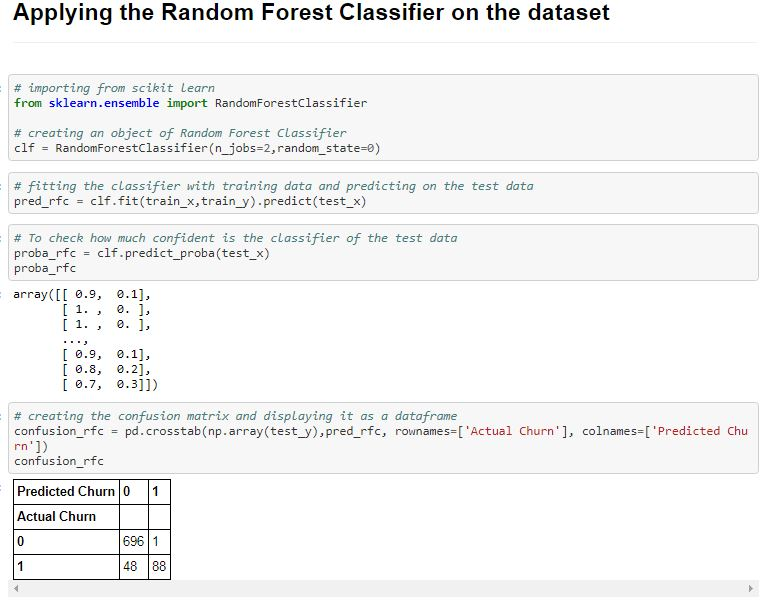 Applying the Random Forest Classifier on the dataset
# importing from scikit learn
from sklearn.ensemble import RandomForestClassifier
# creating an object of Random Forest Classifier
clf = RandomForestClassifier(n_jobs=2,random_state=0)
# fitting the classifier with training data and predicting on the test data
pred_rfc = clf.fit(train_x,train_y).predict(test_x)
# To check how much confident is the classifier of the test data
proba_rfc = clf.predict_proba(test_x)
proba_rfc
array([[ 0.9,  0.1],
[ 1. ,  0. ],
[ 1. ,  0. ],
...,
[ 0.9,  0.1],
[ 0.8,  0.2],
[ 0.7,  0.3]])
# creating the confusion matrix and displaying it as a dataframe
confusion_rfc = pd.crosstab(np.array(test_y),pred_rfc, rownames=['Actual Churn'], colnames=['Predicted Chu
rn'])
confusion_rfc
Predicted Churn 0 1
Actual Churn
0 696 1
1 48 88